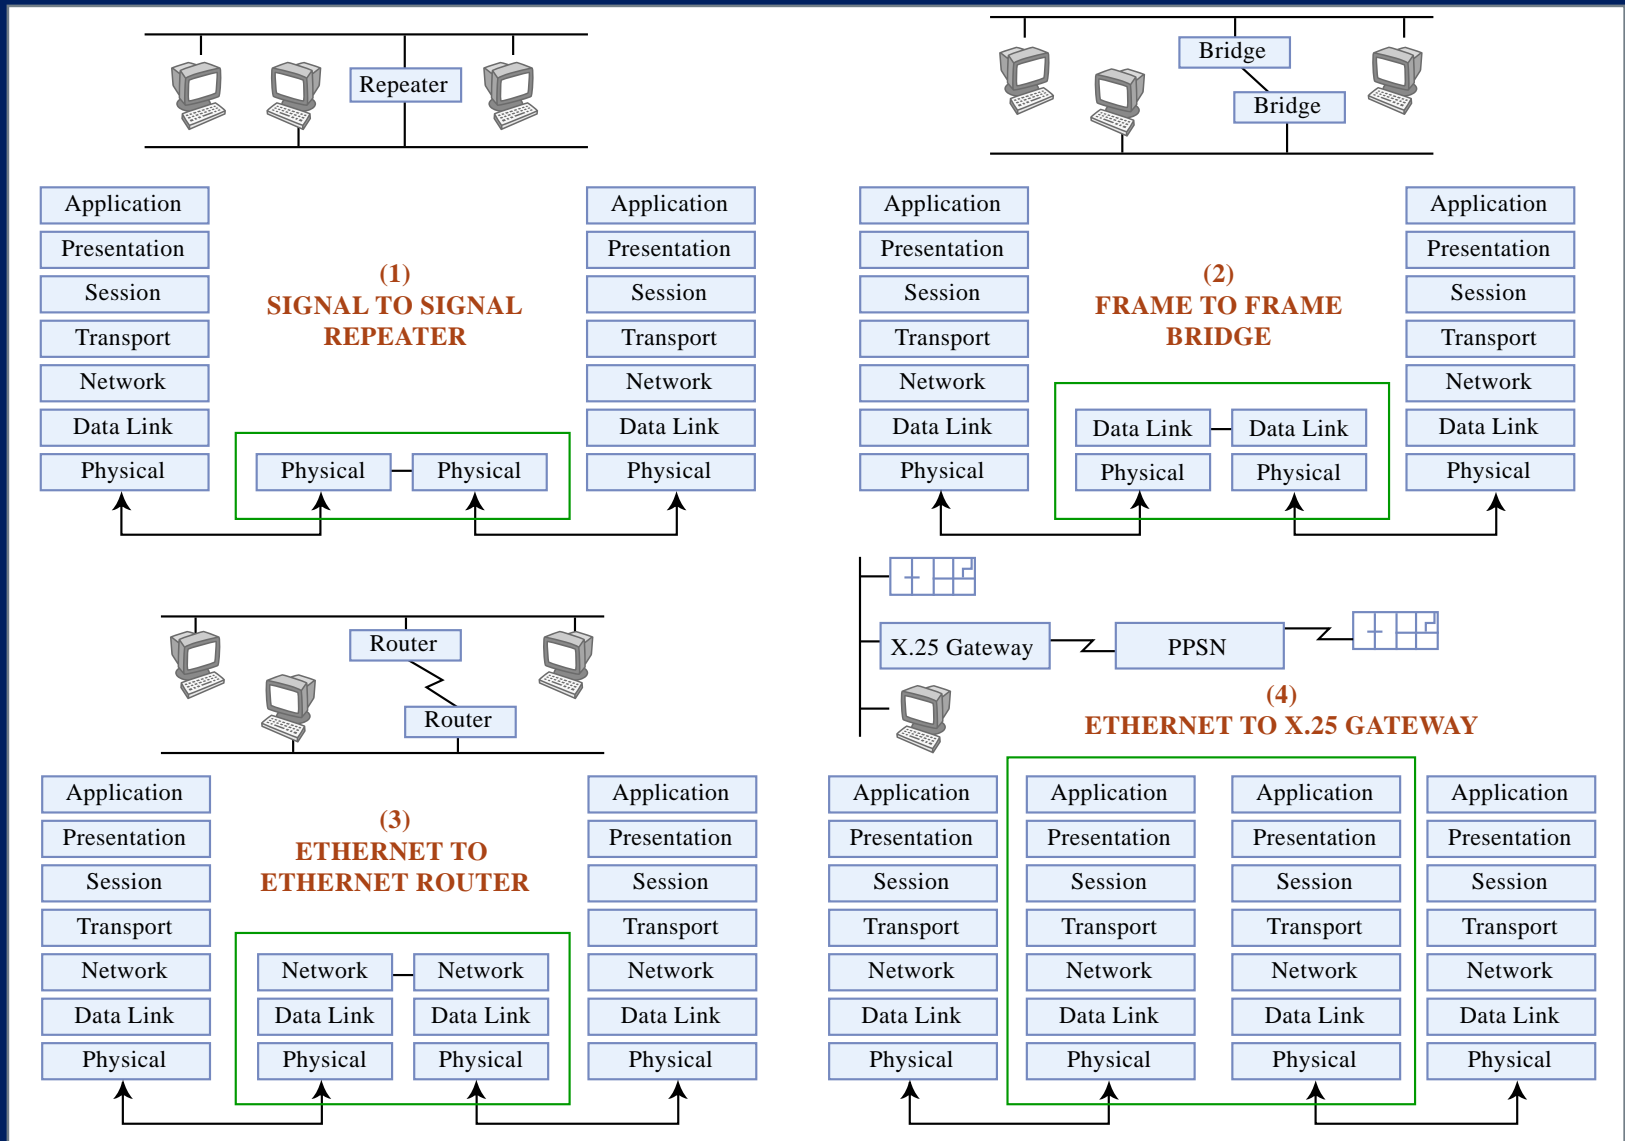 Repeater
Application
Presentation
Session
Transport
Network
Data Link
Physical
(1)
SIGNAL TO SIGNAL
REPEATER
Physical
Physical
Application
Presentation
Session
Transport
Network
Data Link
Physical
Bridge
Bridge
Application
Presentation
Session
Transport
Network
Data Link
Physical
(2)
FRAME TO FRAME
BRIDGE
Data Link
Data Link
Physical
Physical
Application
Presentation
Session
Transport
Network
Data Link
Physical
Router
Router
Application
Presentation
Session
Transport
Network
Data Link
Physical
(3)
ETHERNET TO
ETHERNET ROUTER
Network
Network
Data Link
Data Link
Physical
Physical
Application
Presentation
Session
Transport
Network
Data Link
Physical
X.25 Gateway
PPSN
(4)
ETHERNET TO X.25 GATEWAY
Application
Presentation
Session
Transport
Network
Data Link
Physical
Application
Presentation
Session
Transport
Network
Data Link
Physical
Application
Presentation
Session
Transport
Network
Data Link
Physical
Application
Presentation
Session
Transport
Network
Data Link
Physical